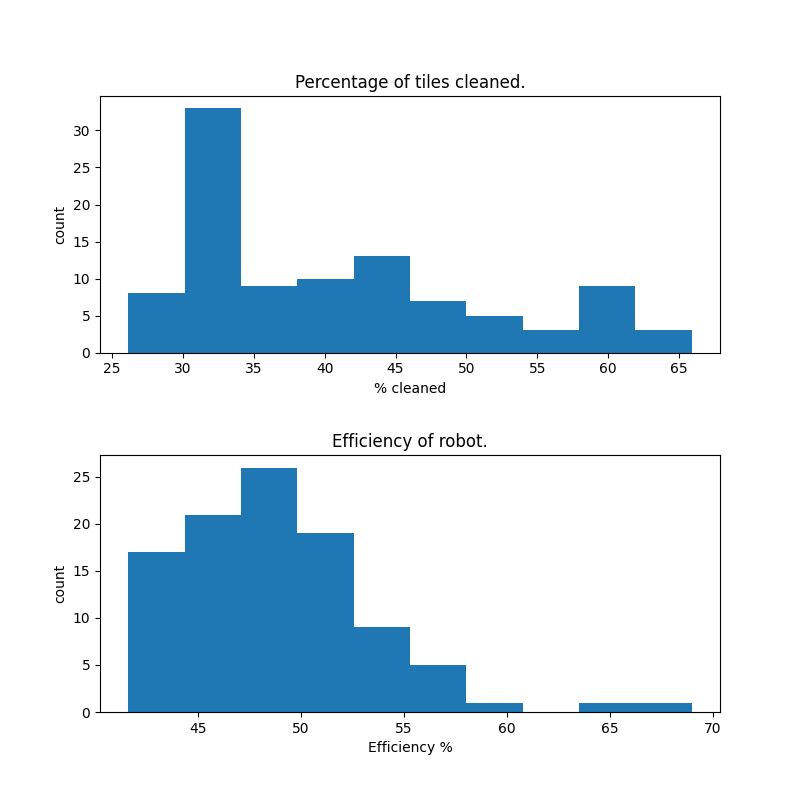 Percentage of tiles cleaned.
30
25
20
15
10
5
0
count
25 30 35 40 45 50 55 60 65
% cleaned
Efficiency of robot.
25
20
15
10
5
0
count
45 50 55 60 65 70
Efficiency %